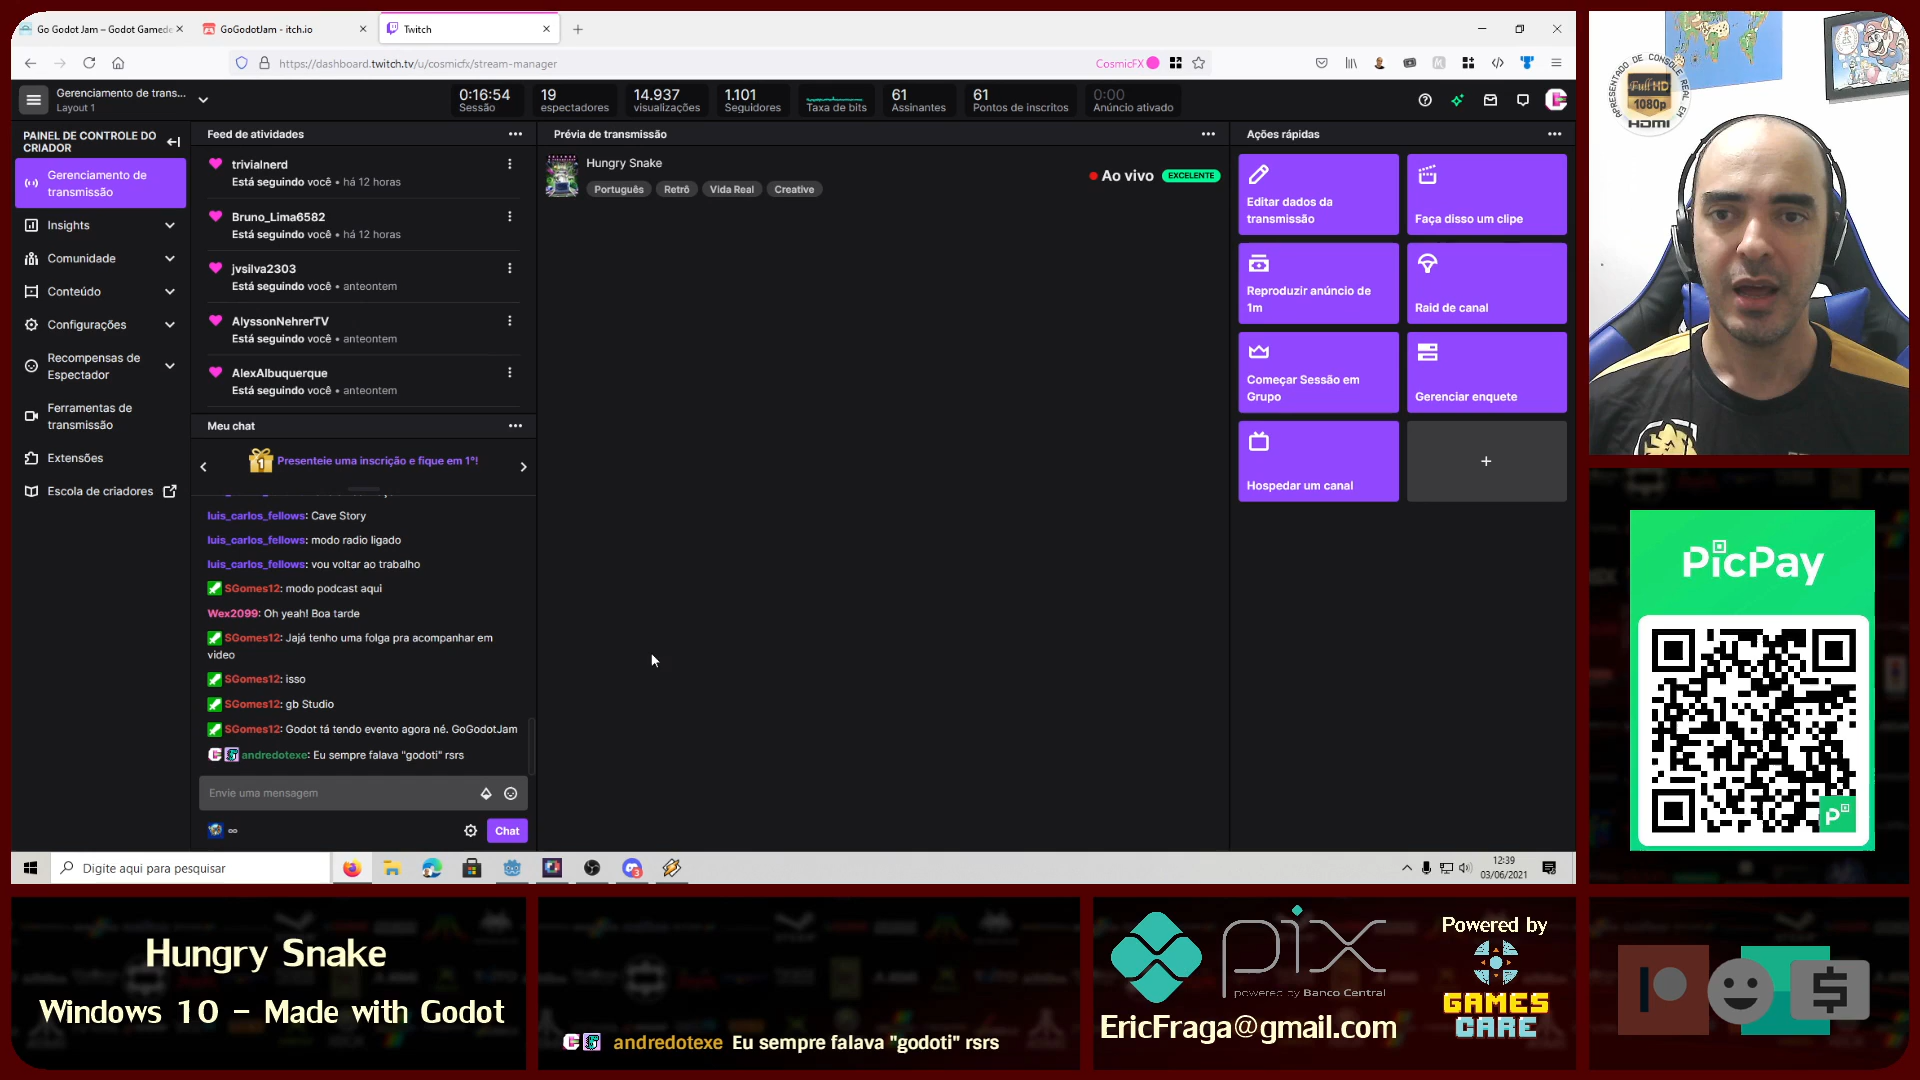 Go Godot Jam – Godot Gamede
GoGodotJam - itch.io
Twitch
https://dashboard.twitch.tv/u/cosmicfx/stream-manager
CosmicFX
Gerenciamento de trans...
Layout 1
0:16:54
Sessão
19
espectadores
14.937
visualizações
1.101
Seguidores
Taxa de bits
61
Assinantes
61
Pontos de inscritos
0:00
Anúncio ativado
PAINEL DE CONTROLE DO
CRIADOR
Gerenciamento de
transmissão
Insights
Comunidade
Conteúdo
Configurações
Recompensas de
Espectador
Ferramentas de
transmissão
Extensões
Escola de criadores
Feed de atividades
trivialnerd
Está seguindo você • há 12 horas
Bruno_Lima6582
Está seguindo você • há 12 horas
jvsilva2303
Está seguindo você • anteontem
AlyssonNehrerTV
Está seguindo você • anteontem
AlexAlbuquerque
Está seguindo você • anteontem
Meu chat
1
Presenteie uma inscrição e fique em 1º!
luis_carlos_fellows: Cave Story
luis_carlos_fellows: modo radio ligado
luis_carlos_fellows: vou voltar ao trabalho
SGomes12: modo podcast aqui
Wex2099: Oh yeah! Boa tarde
SGomes12: Jajá tenho uma folga pra acompanhar em
video
SGomes12: isso
SGomes12: gb Studio
SGomes12: Godot tá tendo evento agora né. GoGodotJam
andredotexe: Eu sempre falava "godoti" rsrs
Envie uma mensagem
∞
Chat
Prévia de transmissão
Hungry Snake
Português
Retrô
Vida Real
Creative
Ao vivo
EXCELENTE
Ações rápidas
Editar dados da
transmissão
Faça disso um clipe
Reproduzir anúncio de
1m
Raid de canal
Começar Sessão em
Grupo
Gerenciar enquete
Hospedar um canal
+
Digite aqui para pesquisar
3
12:39
03/06/2021
APRESENTADO DE CONSOLE REAL EM
Full HD
1080p
HDMI
PicPay
Hungry Snake
Windows 10 - Made with Godot
andredotexe Eu sempre falava "godoti" rsrs
pix
powered by Banco Central
EricFraga@gmail.com
Powered by
GAMES
CARE